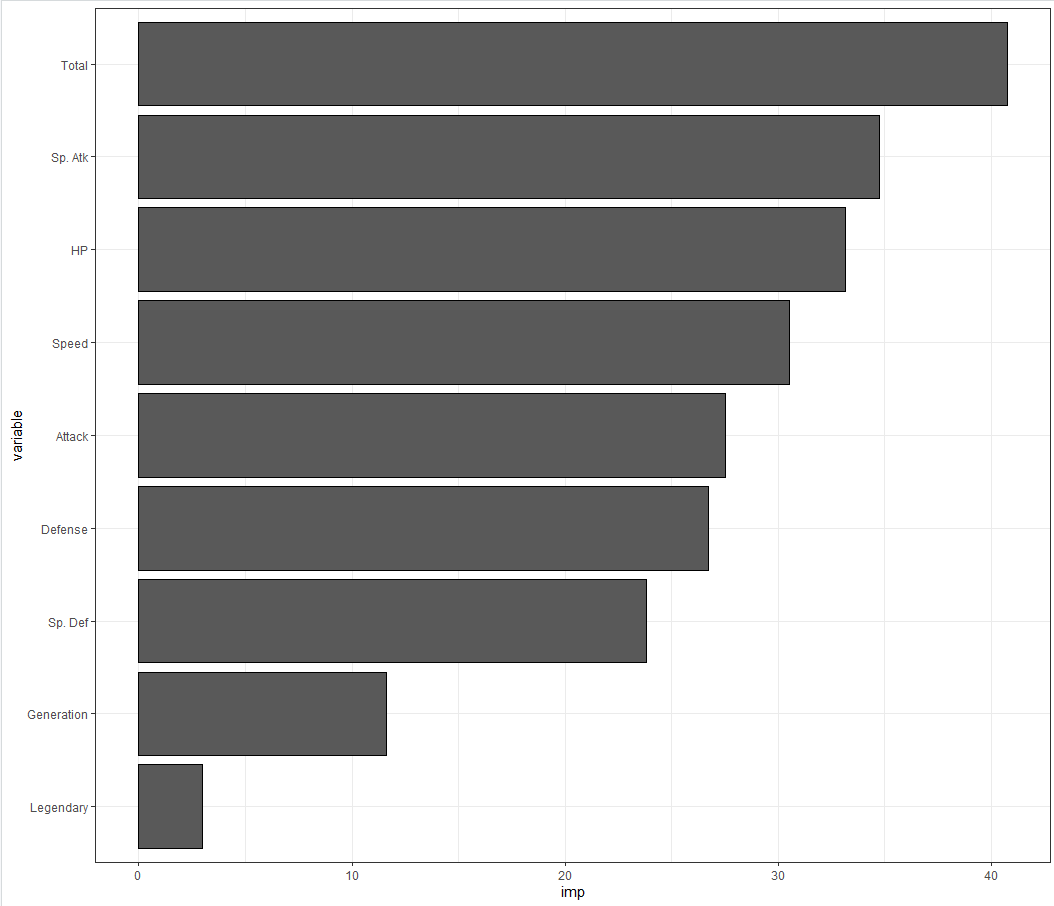 Total
Sp. Atk
HP
Speed
Attack
Defense
Sp. Def
Generation
Legendary
variable
0 10 20 30 40
imp